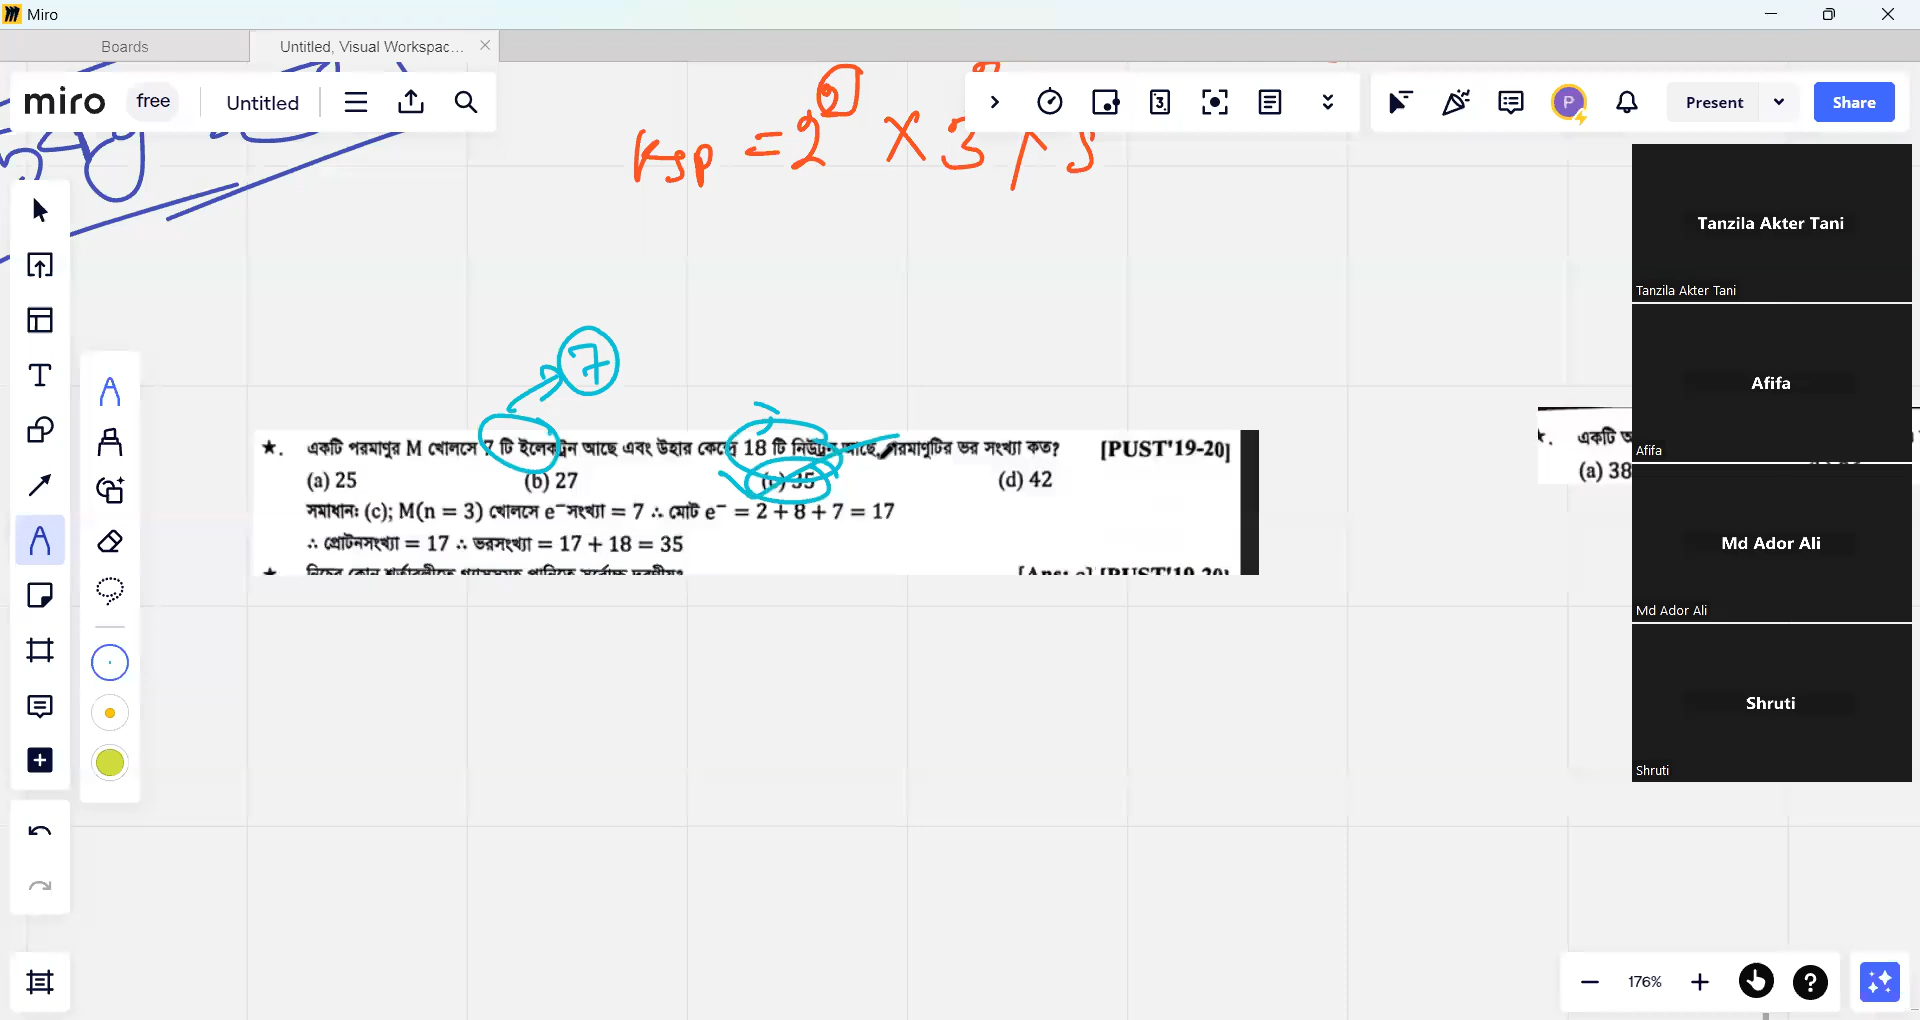 Miro
Boards
Untitled, Visual Workspac...
miro free Untitled
Present
Share
Ksp = 2 × 3
7
★. একটি পরমাণুর M খোলসে 7 টি ইলেকট্রন আছে এবং উহার কেন্দ্রে 18 টি নিউট্রন আছে, পরমাণুটির ভর সংখ্যা কত? [PUST'19-20]
(a) 25 (b) 27 (c) 35 (d) 42
সমাধান: (c); M(n = 3) খোলসে e⁻সংখ্যা = 7 ∴ মোট e⁻ = 2 + 8 + 7 = 17
∴ প্রোটনসংখ্যা = 17 ∴ ভরসংখ্যা = 17 + 18 = 35
★. একটি
(a) 38
Tanzila Akter Tani
Tanzila Akter Tani
Afifa
Afifa
Md Ador Ali
Md Ador Ali
Shruti
Shruti
176%